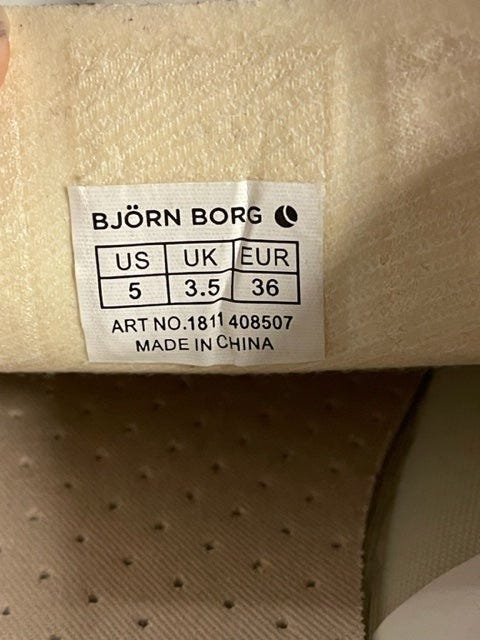 BJÖRN BORG
US UK EUR
5 3.5 36
ART NO.1811 408507
MADE IN CHINA